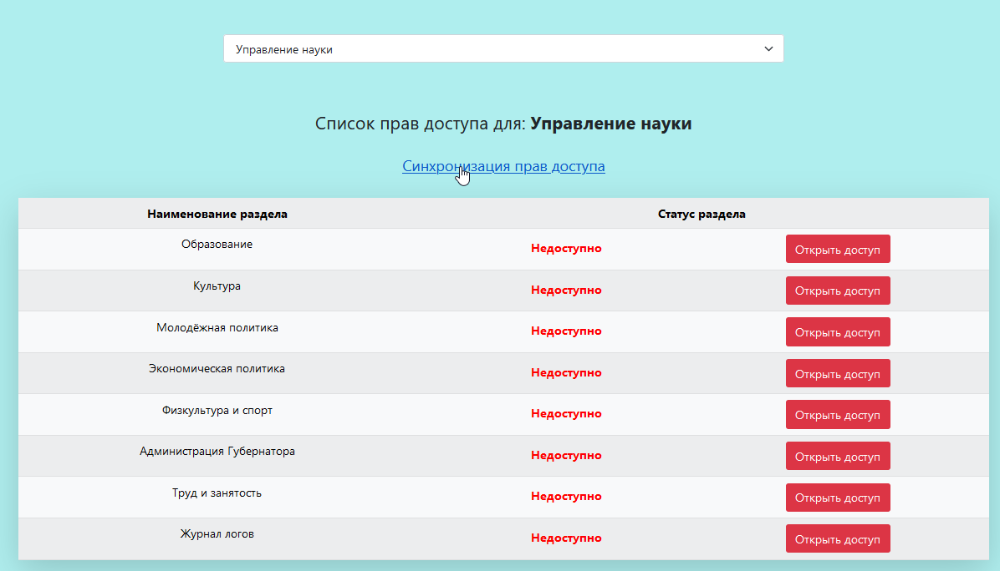 Управление науки
Список прав доступа для: Управление науки
Синхронизация прав доступа
Наименование раздела Статус раздела
Образование Недоступно Открыть доступ
Культура Недоступно Открыть доступ
Молодёжная политика Недоступно Открыть доступ
Экономическая политика Недоступно Открыть доступ
Физкультура и спорт Недоступно Открыть доступ
Администрация Губернатора Недоступно Открыть доступ
Труд и занятость Недоступно Открыть доступ
Журнал логов Недоступно Открыть доступ